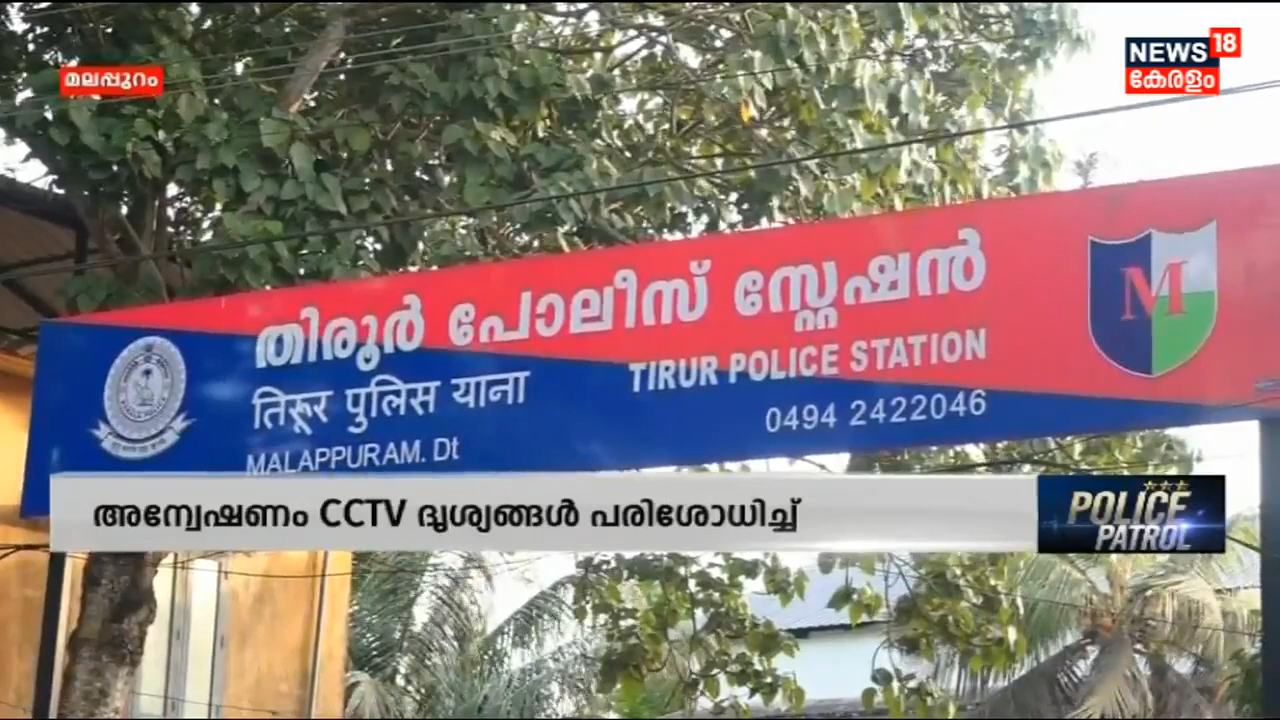 NEWS 18
മലപ്പുറം
കേരളം
തിരൂർ പോലീസ് സ്റ്റേഷൻ
M
तिरूर पुलिस याना
TIRUR POLICE STATION
0494 2422046
MALAPPURAM. Dt
അന്വേഷണം CCTV ദൃശ്യങ്ങൾ പരിശോധിച്ച്
POLICE
PATROL